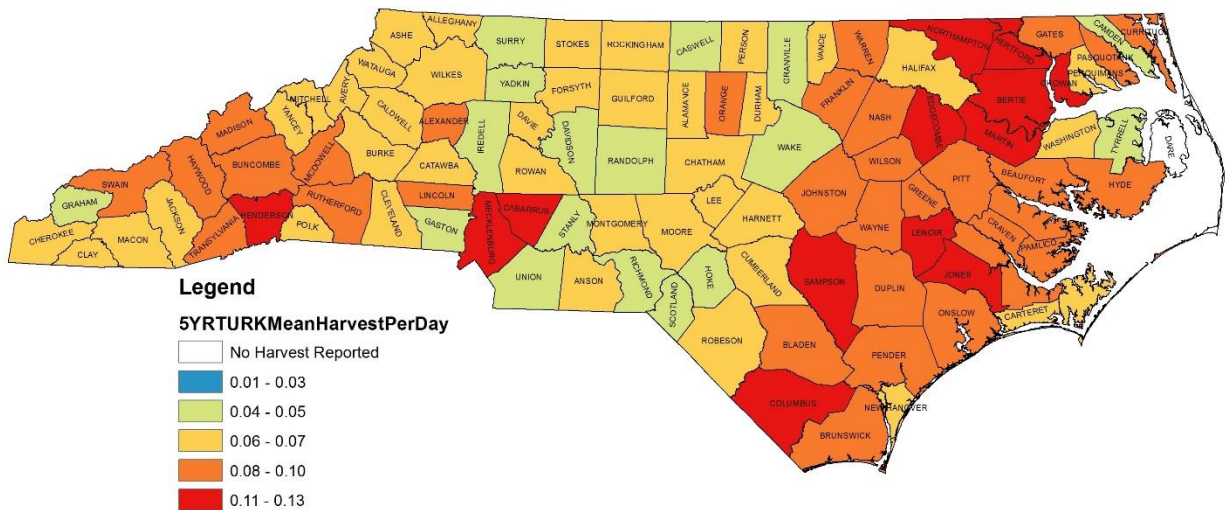 ALLEGHANY
ASHE
SURRY
STOKES
ROCKINGHAM
CASWELL
PERSON
GRANVILLE
VANCE
WARREN
NORTHAMPTON
HERTFORD
GATES
CAMDEN
CURRITUCK
PASQUOTANK
PERQUIMANS
CHOWAN
HALIFAX
BERTIE
WATAUGA
WILKES
YADKIN
FORSYTH
GUILFORD
ALAMANCE
ORANGE
DURHAM
FRANKLIN
NASH
EDGECOMBE
MARTIN
WASHINGTON
TYRRELL
DARE
MITCHELL
AVERY
YANCEY
CALDWELL
ALEXANDER
IREDELL
DAVIE
DAVIDSON
RANDOLPH
CHATHAM
WAKE
WILSON
PITT
BEAUFORT
HYDE
MADISON
HAYWOOD
BUNCOMBE
MCDOWELL
BURKE
CATAWBA
ROWAN
LEE
JOHNSTON
GREENE
SWAIN
GRAHAM
CHEROKEE
CLAY
MACON
JACKSON
TRANSYLVANIA
HENDERSON
POLK
RUTHERFORD
CLEVELAND
LINCOLN
GASTON
MECKLENBURG
CABARRUS
STANLY
MONTGOMERY
MOORE
HARNETT
WAYNE
LENOIR
CRAVEN
PAMLICO
JONES
UNION
ANSON
RICHMOND
SCOTLAND
HOKE
CUMBERLAND
SAMPSON
DUPLIN
ONSLOW
CARTERET
ROBESON
BLADEN
PENDER
COLUMBUS
NEW HANOVER
BRUNSWICK
Legend
5YRTURKMeanHarvestPerDay
No Harvest Reported
0.01 - 0.03
0.04 - 0.05
0.06 - 0.07
0.08 - 0.10
0.11 - 0.13